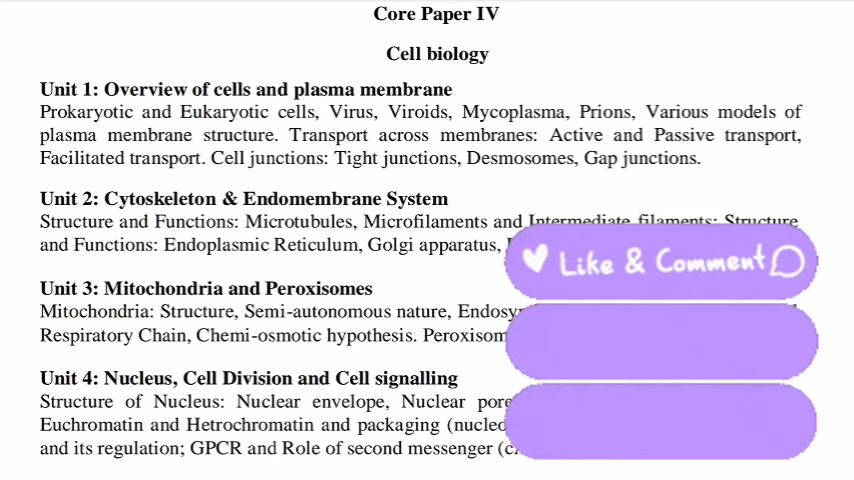 Core Paper IV
Cell biology
Unit 1: Overview of cells and plasma membrane
Prokaryotic and Eukaryotic cells, Virus, Viroids, Mycoplasma, Prions, Various models of
plasma membrane structure. Transport across membranes: Active and Passive transport,
Facilitated transport. Cell junctions: Tight junctions, Desmosomes, Gap junctions.
Unit 2: Cytoskeleton & Endomembrane System
Structure and Functions: Microtubules, Microfilaments and Intermediate filaments: Structure
and Functions: Endoplasmic Reticulum, Golgi apparatus,
Like & Comment
Unit 3: Mitochondria and Peroxisomes
Mitochondria: Structure, Semi-autonomous nature,
Respiratory Chain, Chemi-osmotic hypothesis.
Unit 4: Nucleus, Cell Division and Cell signalling
Structure of Nucleus: Nuclear envelope, Nuclear
Euchromatin and Hetrochromatin and packaging
and its regulation; GPCR and Role of second messenger